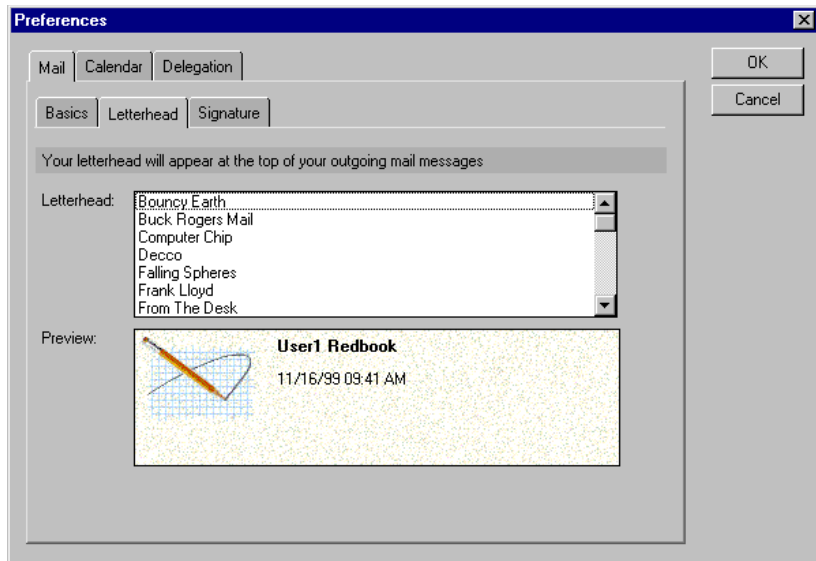 Preferences
Mail Calendar Delegation
OK
Cancel
Basics Letterhead Signature
Your letterhead will appear at the top of your outgoing mail messages
Letterhead:
Bouncy Earth
Buck Rogers Mail
Computer Chip
Decco
Falling Spheres
Frank Lloyd
From The Desk
Preview:
User1 Redbook
11/16/99 09:41 AM